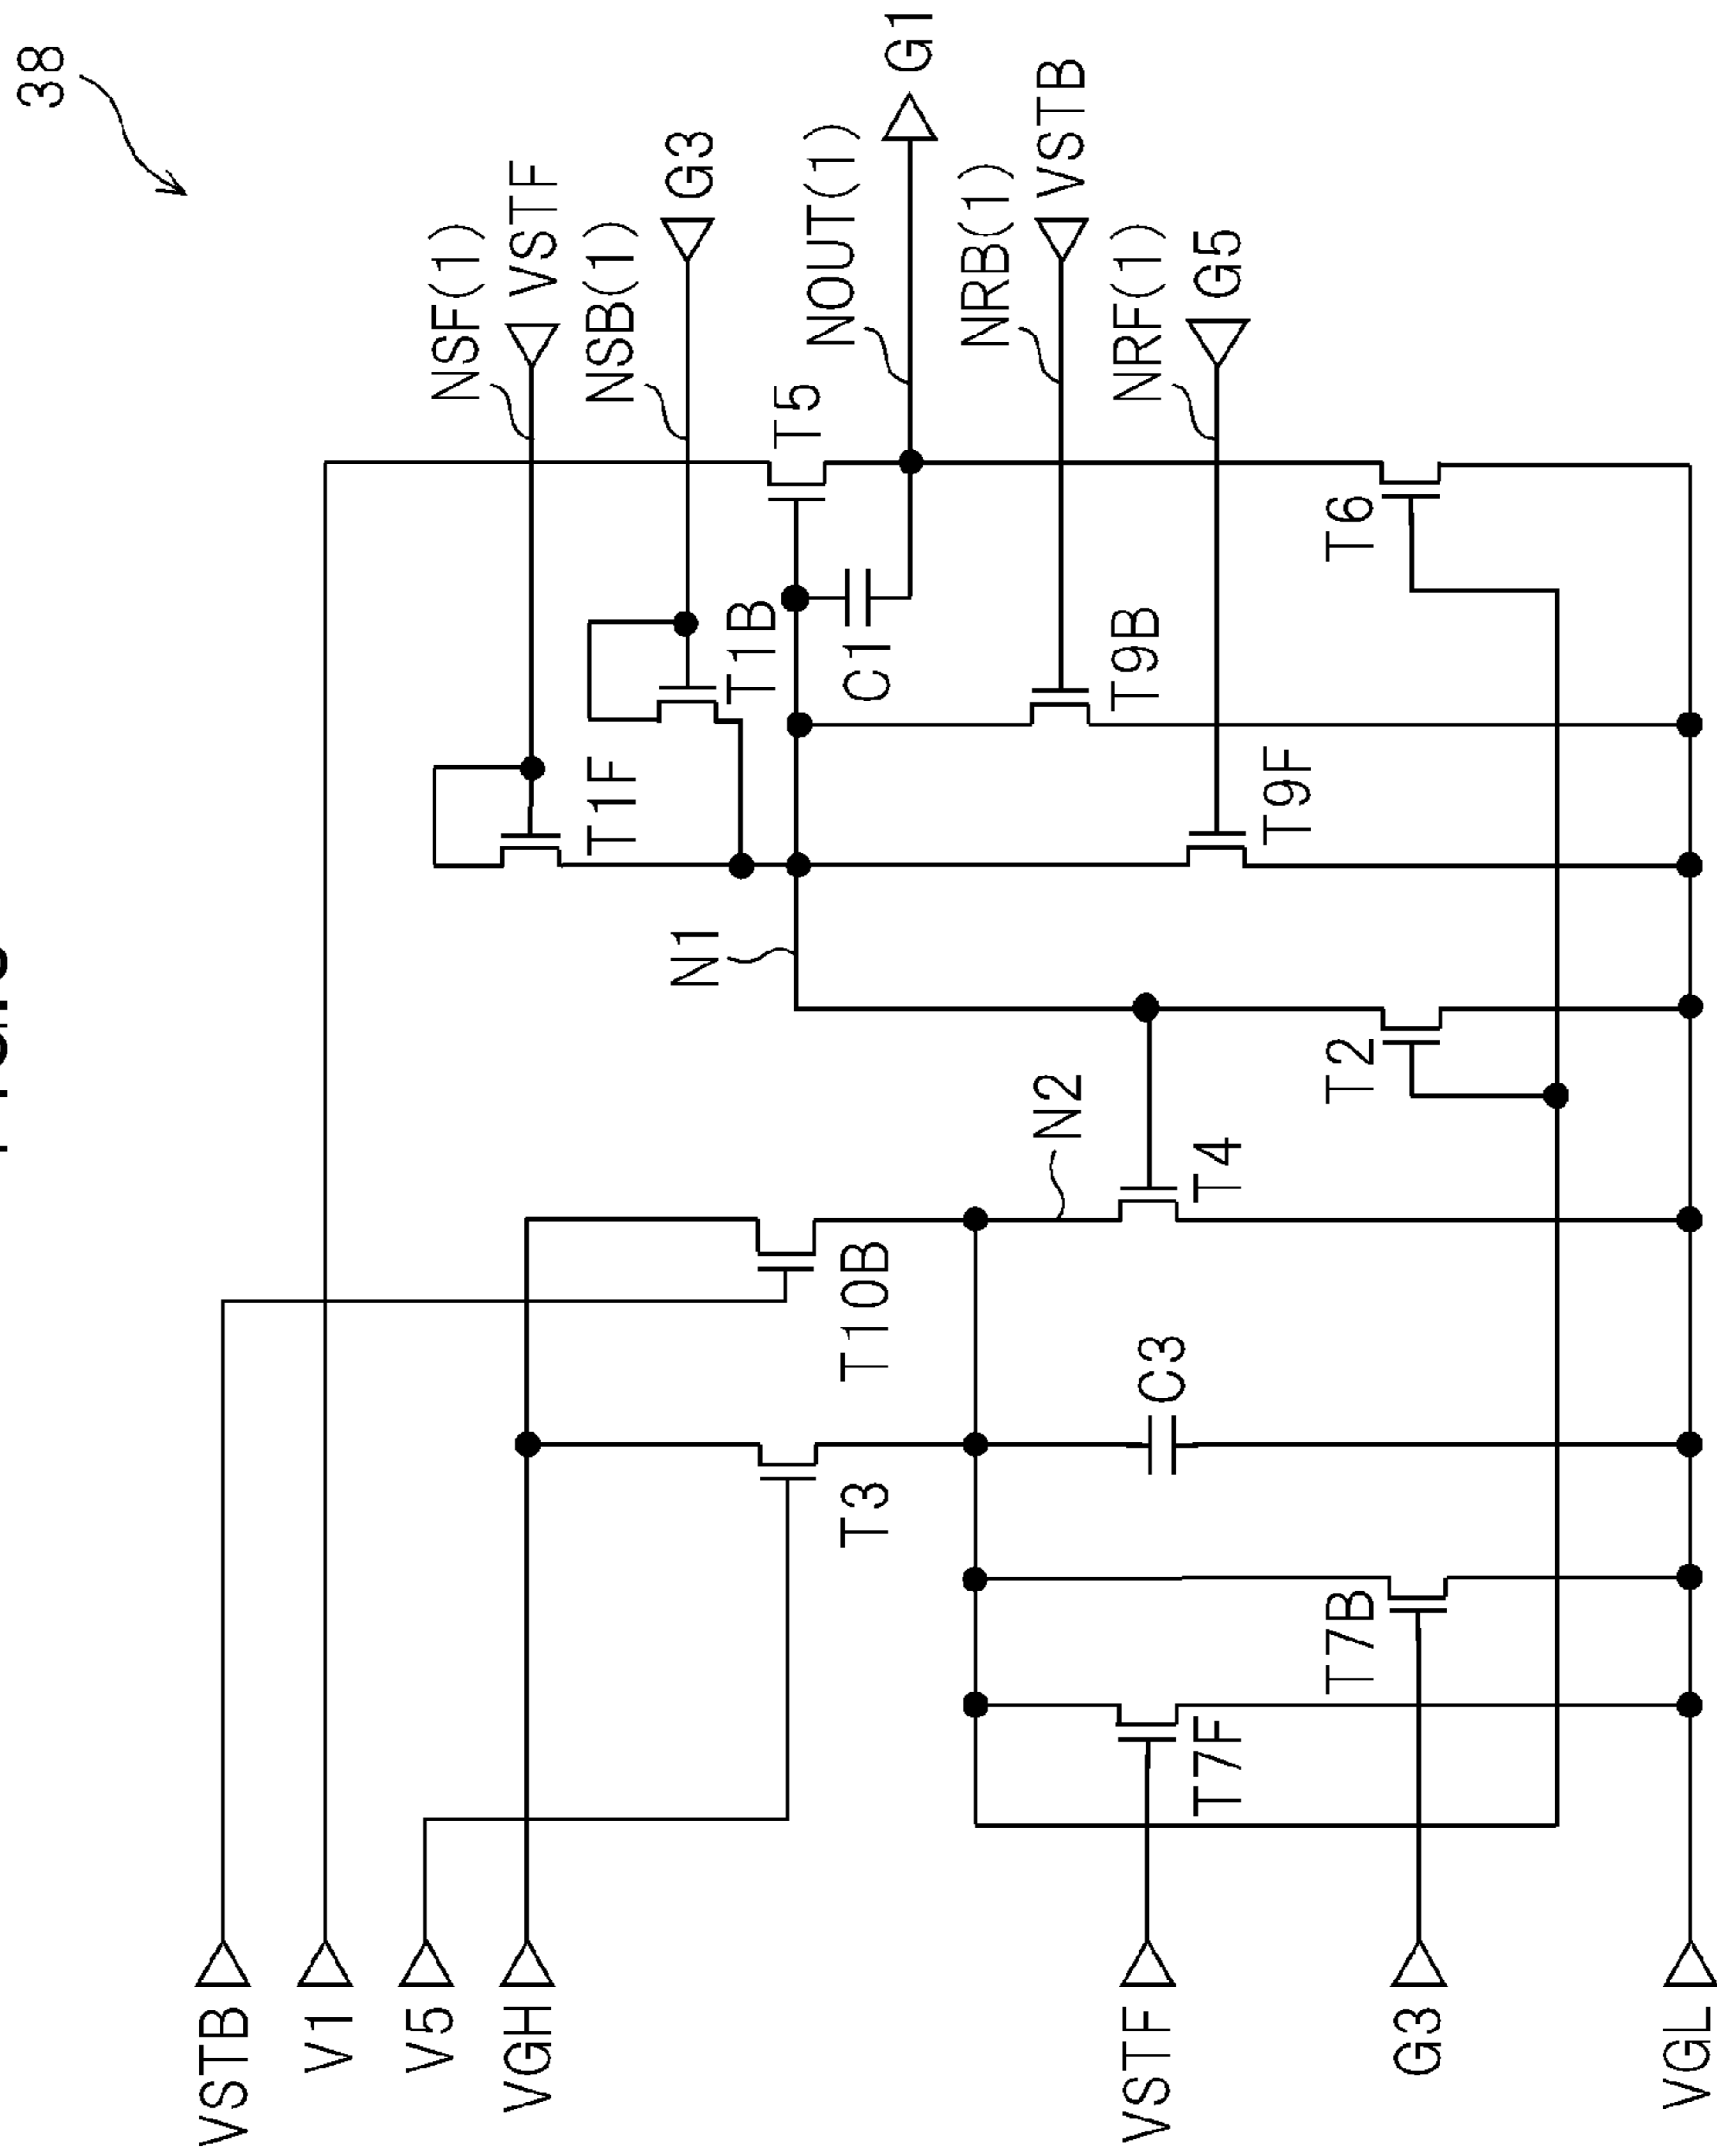 38
VSTB
V1
V5
VGH
NSF(1)
VSTF
NSB(1)
T1F
G3
N1
T1B
T5
NOUT(1)
T3
T10B
C1
G1
NRB(1)
N2
VSTB
VSTF
C3
T9B
NRF(1)
T7F
T4
G5
T9F
T7B
T2
T6
G3
VGL